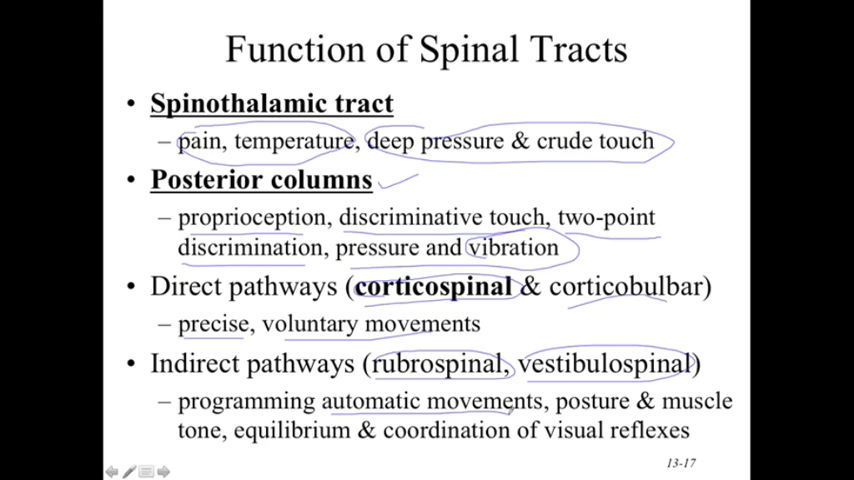 Function of Spinal Tracts
• Spinothalamic tract
– pain, temperature, deep pressure & crude touch
• Posterior columns
– proprioception, discriminative touch, two-point
discrimination, pressure and vibration
• Direct pathways (corticospinal & corticobulbar)
– precise, voluntary movements
• Indirect pathways (rubrospinal, vestibulospinal)
– programming automatic movements, posture & muscle
tone, equilibrium & coordination of visual reflexes
13-17